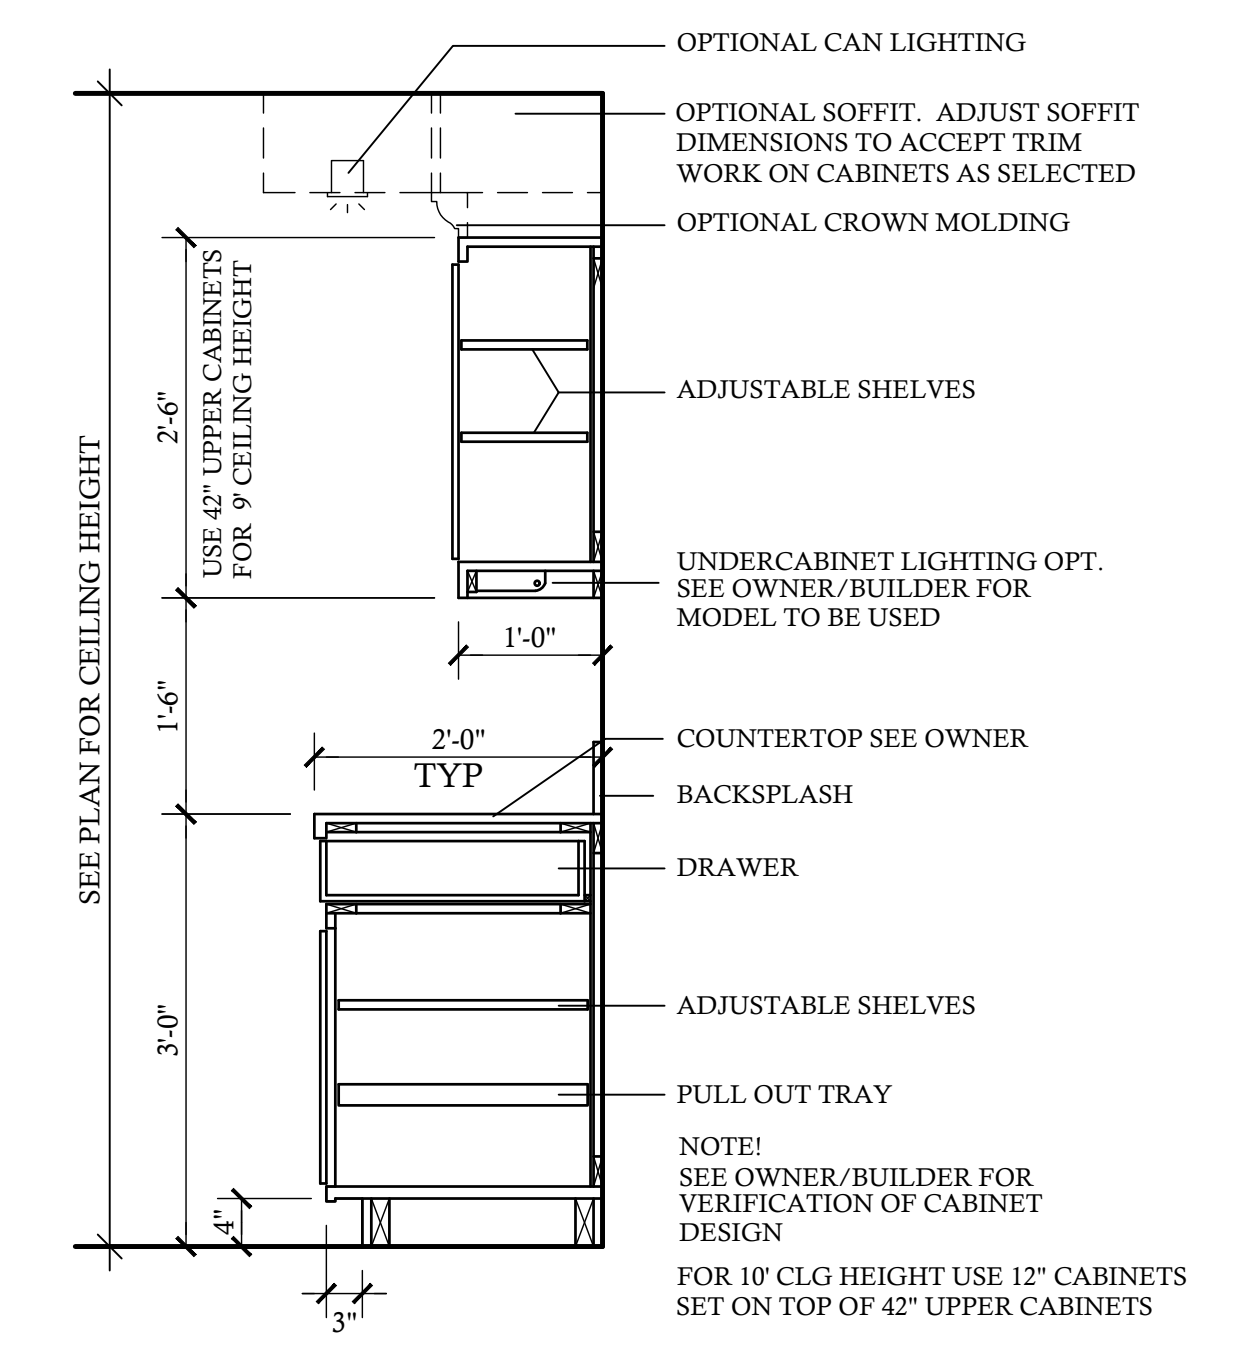 OPTIONAL CAN LIGHTING
OPTIONAL SOFFIT.  ADJUST SOFFIT
DIMENSIONS TO ACCEPT TRIM
WORK ON CABINETS AS SELECTED
OPTIONAL CROWN MOLDING
SEE PLAN FOR CEILING HEIGHT
2'-6"
USE 42" UPPER CABINETS
FOR  9' CEILING HEIGHT
ADJUSTABLE SHELVES
UNDERCABINET LIGHTING OPT.
SEE OWNER/BUILDER FOR
MODEL TO BE USED
1'-0"
1'-6"
2'-0"
TYP
COUNTERTOP SEE OWNER
BACKSPLASH
DRAWER
3'-0"
ADJUSTABLE SHELVES
PULL OUT TRAY
NOTE!
SEE OWNER/BUILDER FOR
VERIFICATION OF CABINET
DESIGN
4"
3"
FOR 10' CLG HEIGHT USE 12" CABINETS
SET ON TOP OF 42" UPPER CABINETS